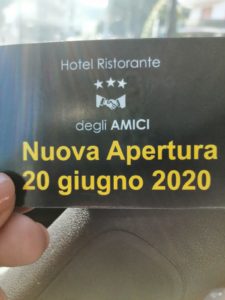 Hotel Ristorante
degli AMICI
Nuova Apertura
20 giugno 2020